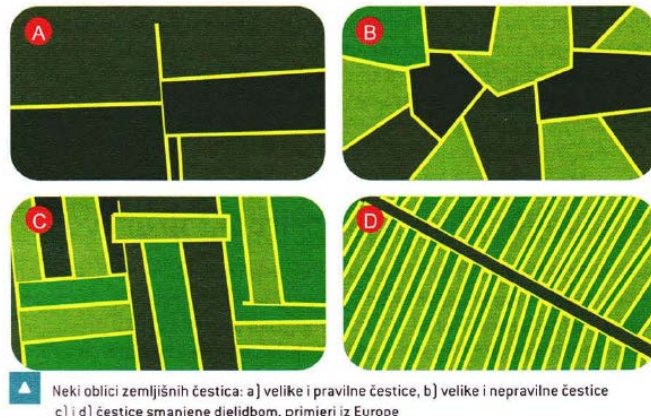 A
B
C
D
Neki oblici zemljišnih čestica: a) velike i pravilne čestice, b) velike i nepravilne čestice
c) i d) čestice smanjene dielidbom, primjeri iz Europe